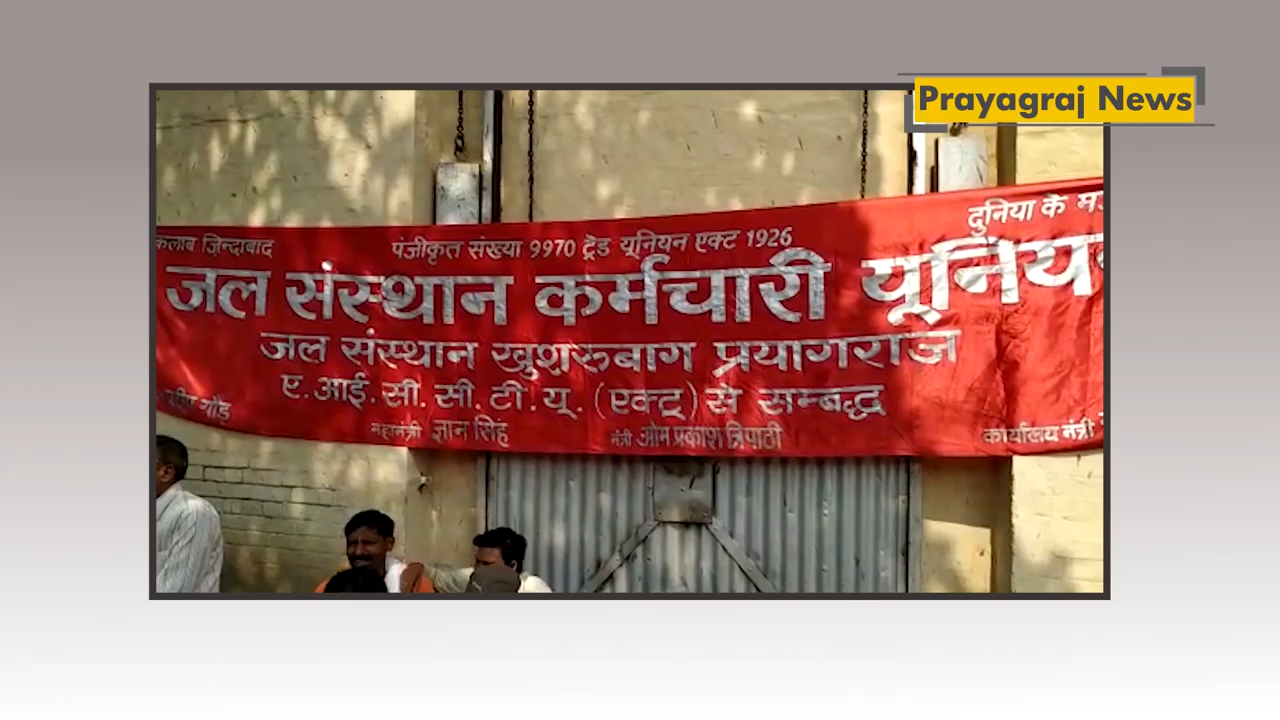 Prayagraj News
कलाब ज़िन्दाबाद पंजीकृत संख्या 9970 ट्रेड यूनियन एक्ट 1926 दुनिया के
जल संस्थान कर्मचारी यूनिय
जल संस्थान खुशरुबाग प्रयागराज
ए. आई. सी. सी. टी. यू. (एक्टू) से सम्बद्ध
गौड़ महामंत्री ज्ञान सिंह मंत्री ओम प्रकाश त्रिपाठी कार्यालय मंत्री